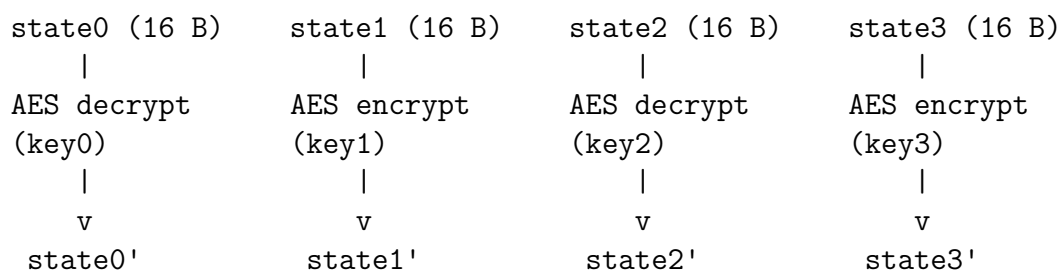 state0 (16 B)    state1 (16 B)    state2 (16 B)    state3 (16 B)
|                |                |                |
AES decrypt      AES encrypt      AES decrypt      AES encrypt
(key0)           (key1)           (key2)           (key3)
|                |                |                |
v                v                v                v
state0'          state1'          state2'          state3'